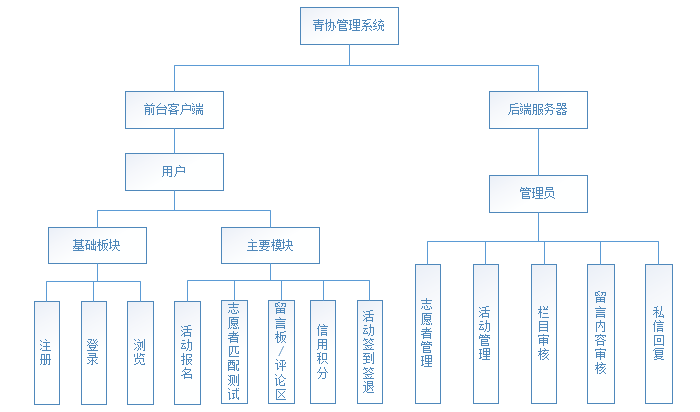 青协管理系统
前台客户端
后端服务器
用户
管理员
基础板块
主要模块
注册
登录
浏览
活动报名
志愿者匹配测试
留言板/评论区
信用积分
活动签到签退
志愿者管理
活动管理
栏目审核
留言内容审核
私信回复